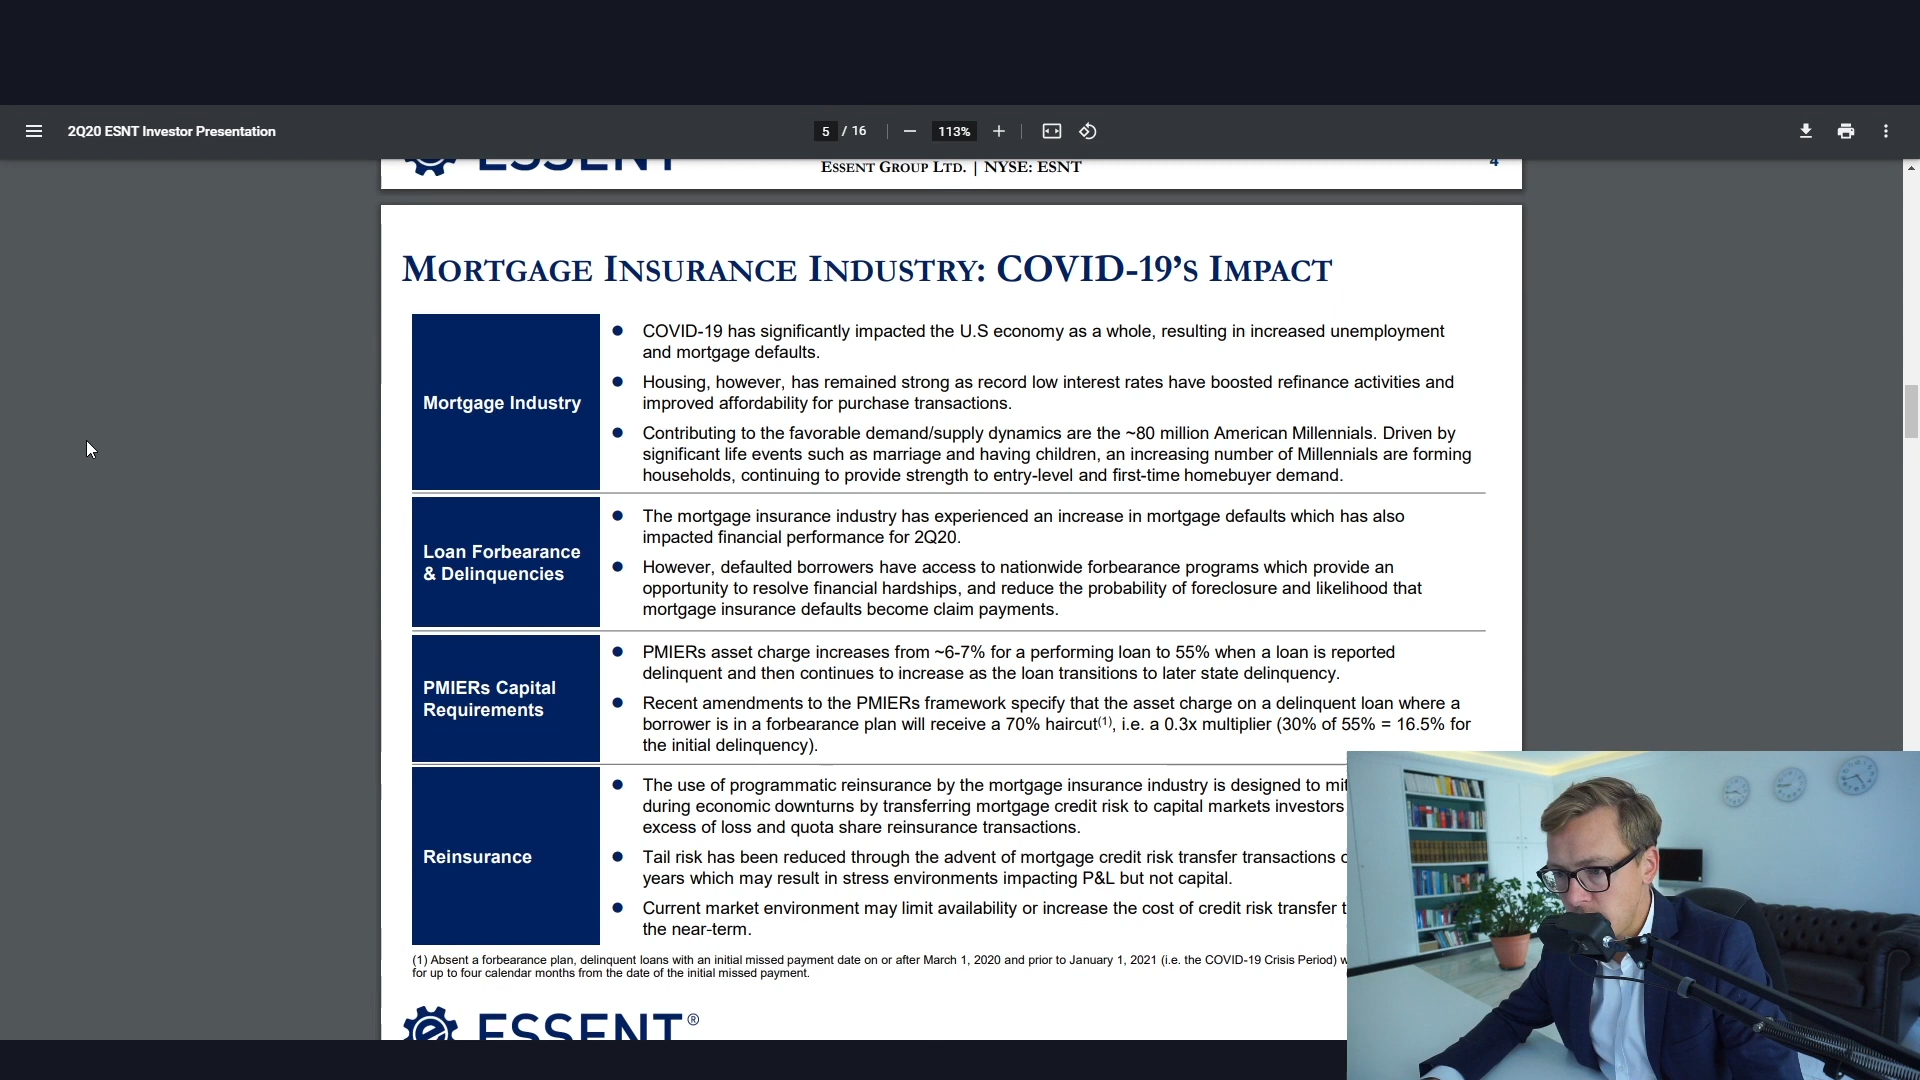 2Q20 ESNT Investor Presentation
5 / 16
113%
ESSENT
ESSENT GROUP LTD. | NYSE: ESNT
4
MORTGAGE INSURANCE INDUSTRY: COVID-19’S IMPACT
Mortgage Industry
● COVID-19 has significantly impacted the U.S economy as a whole, resulting in increased unemployment
and mortgage defaults.
● Housing, however, has remained strong as record low interest rates have boosted refinance activities and
improved affordability for purchase transactions.
● Contributing to the favorable demand/supply dynamics are the ~80 million American Millennials. Driven by
significant life events such as marriage and having children, an increasing number of Millennials are forming
households, continuing to provide strength to entry-level and first-time homebuyer demand.
Loan Forbearance
& Delinquencies
● The mortgage insurance industry has experienced an increase in mortgage defaults which has also
impacted financial performance for 2Q20.
● However, defaulted borrowers have access to nationwide forbearance programs which provide an
opportunity to resolve financial hardships, and reduce the probability of foreclosure and likelihood that
mortgage insurance defaults become claim payments.
PMIERs Capital
Requirements
● PMIERs asset charge increases from ~6-7% for a performing loan to 55% when a loan is reported
delinquent and then continues to increase as the loan transitions to later state delinquency.
● Recent amendments to the PMIERs framework specify that the asset charge on a delinquent loan where a
borrower is in a forbearance plan will receive a 70% haircut(1), i.e. a 0.3x multiplier (30% of 55% = 16.5% for
the initial delinquency).
Reinsurance
● The use of programmatic reinsurance by the mortgage insurance industry is designed to
during economic downturns by transferring mortgage credit risk to capital markets investors
excess of loss and quota share reinsurance transactions.
● Tail risk has been reduced through the advent of mortgage credit risk transfer transactions
years which may result in stress environments impacting P&L but not capital.
● Current market environment may limit availability or increase the cost of credit risk transfer
the near-term.
(1) Absent a forbearance plan, delinquent loans with an initial missed payment date on or after March 1, 2020 and prior to January 1, 2021 (i.e. the COVID-19 Crisis Period)
for up to four calendar months from the date of the initial missed payment.
ESSENT®